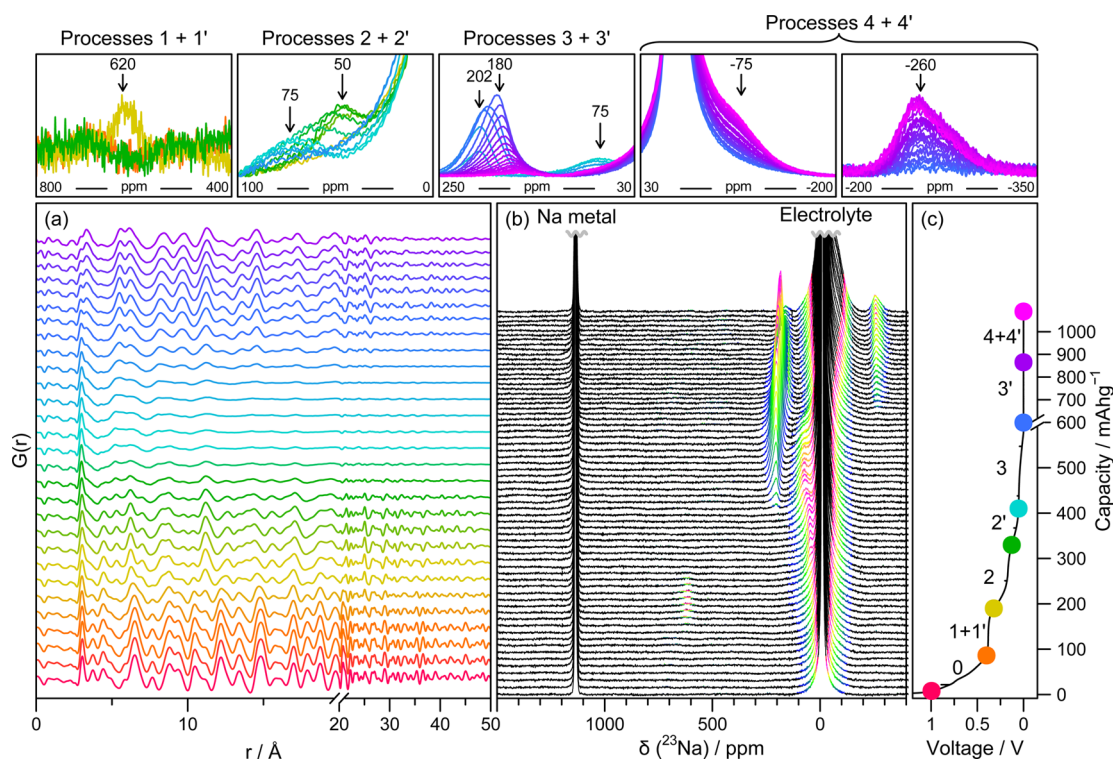 Processes 1 + 1' Processes 2 + 2' Processes 3 + 3' Processes 4 + 4'
620 75 50 202 180 75 -75 -260
800 ppm 400 100 ppm 0 250 ppm 30 30 ppm -200 -200 ppm -350
(a) (b) Na metal Electrolyte (c)
G(r)
4+4'
3'
3
2'
2
1+1'
0
1000
900
800
700
600
500
400
300
200
100
0
Capacity / mAhg⁻¹
0 10 20 30 40 50 1000 500 0 1 0.5 0
r / Å δ (²³Na) / ppm Voltage / V